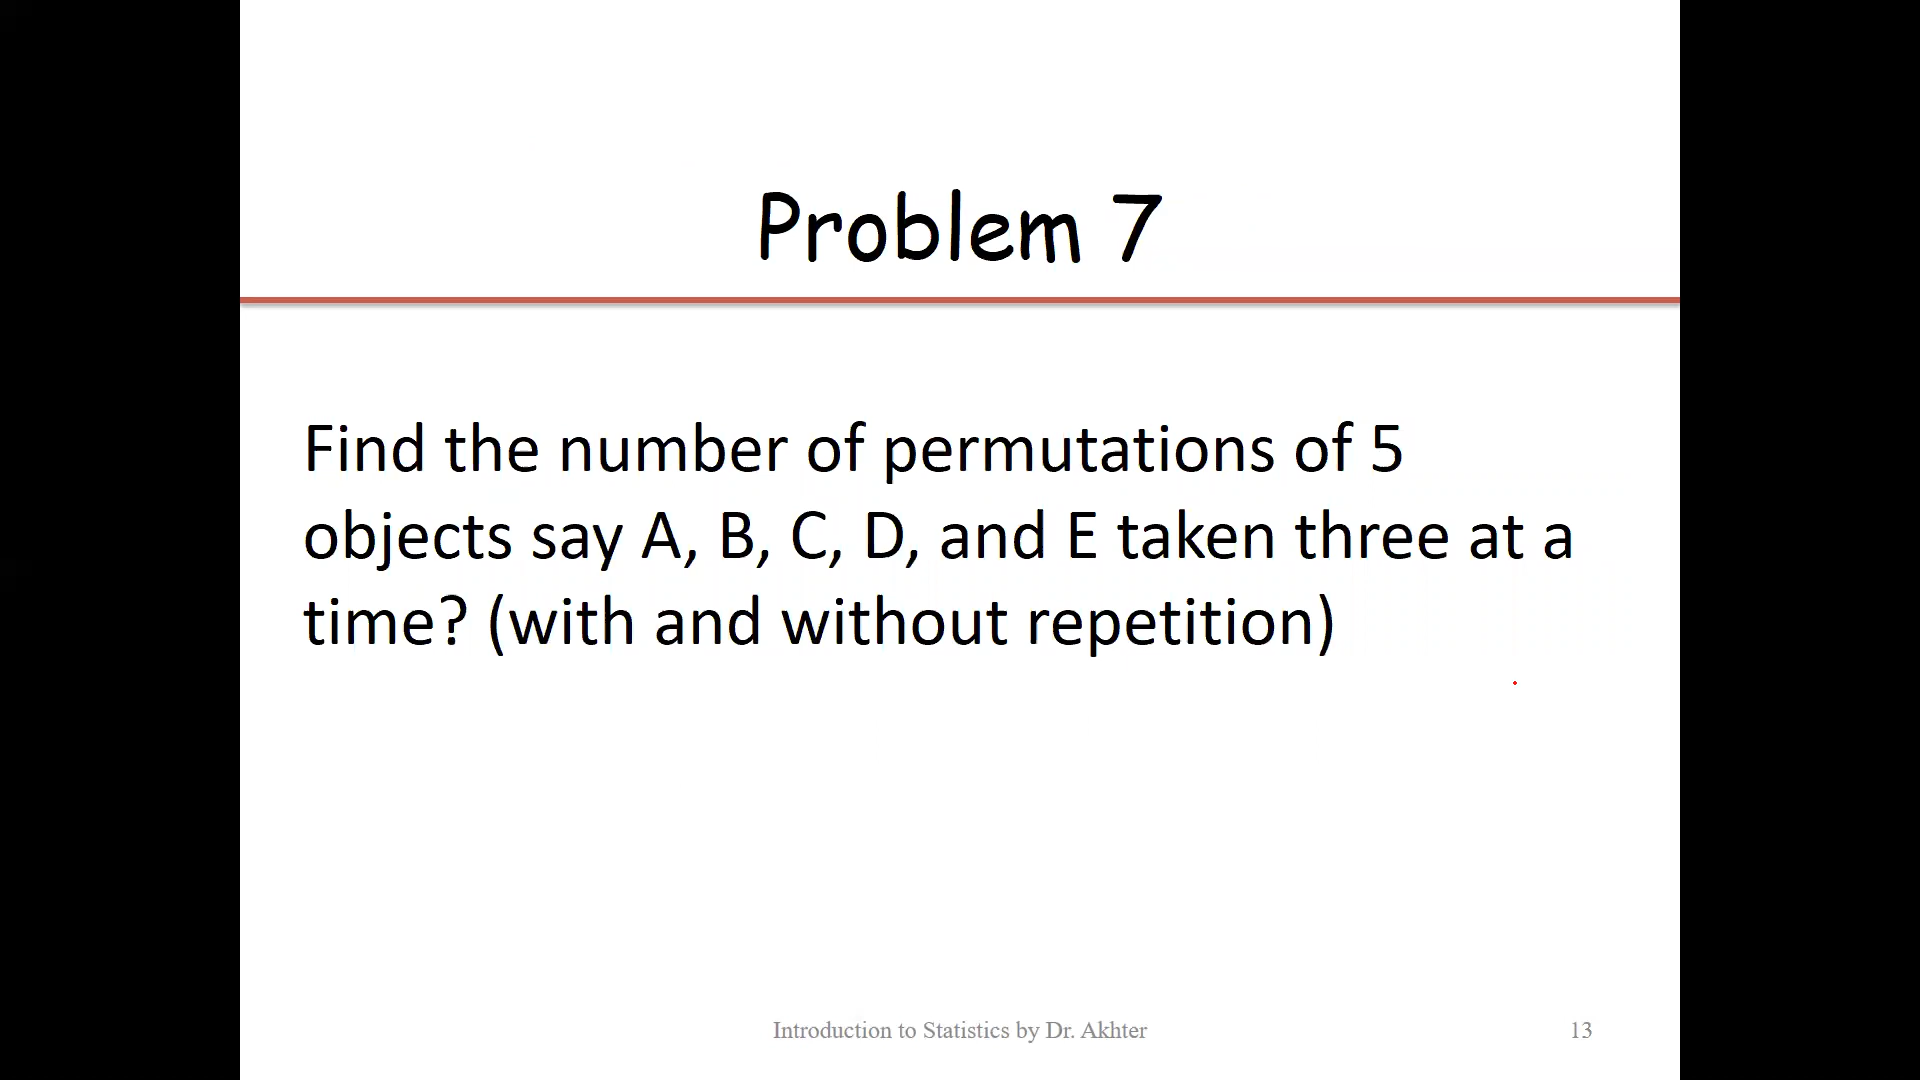 Problem 7
Find the number of permutations of 5
objects say A, B, C, D, and E taken three at a
time? (with and without repetition)
Introduction to Statistics by Dr. Akhter
13